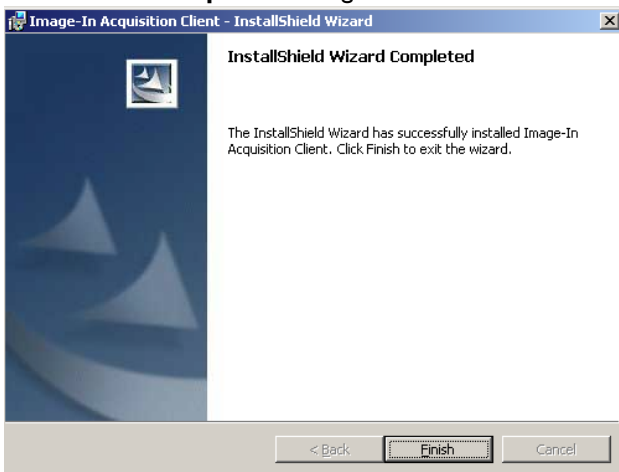 Image-In Acquisition Client - InstallShield Wizard
InstallShield Wizard Completed
The InstallShield Wizard has successfully installed Image-In
Acquisition Client. Click Finish to exit the wizard.
< Back
Finish
Cancel